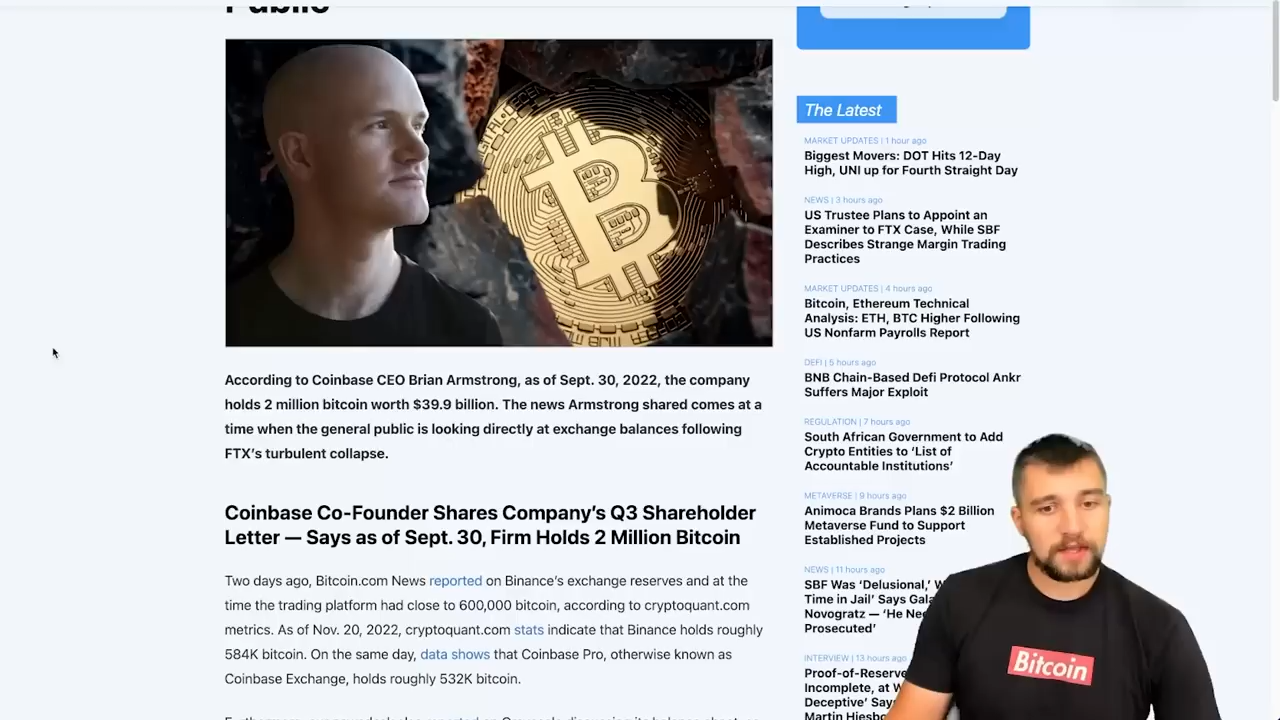 Public
According to Coinbase CEO Brian Armstrong, as of Sept. 30, 2022, the company
holds 2 million bitcoin worth $39.9 billion. The news Armstrong shared comes at a
time when the general public is looking directly at exchange balances following
FTX's turbulent collapse.
Coinbase Co-Founder Shares Company's Q3 Shareholder
Letter — Says as of Sept. 30, Firm Holds 2 Million Bitcoin
Two days ago, Bitcoin.com News reported on Binance's exchange reserves and at the
time the trading platform had close to 600,000 bitcoin, according to cryptoquant.com
metrics. As of Nov. 20, 2022, cryptoquant.com stats indicate that Binance holds roughly
584K bitcoin. On the same day, data shows that Coinbase Pro, otherwise known as
Coinbase Exchange, holds roughly 532K bitcoin.
The Latest
MARKET UPDATES | 1 hour ago
Biggest Movers: DOT Hits 12-Day
High, UNI up for Fourth Straight Day
NEWS | 3 hours ago
US Trustee Plans to Appoint an
Examiner to FTX Case, While SBF
Describes Strange Margin Trading
Practices
MARKET UPDATES | 4 hours ago
Bitcoin, Ethereum Technical
Analysis: ETH, BTC Higher Following
US Nonfarm Payrolls Report
DEFI | 5 hours ago
BNB Chain-Based Defi Protocol Ankr
Suffers Major Exploit
REGULATION | 7 hours ago
South African Government to Add
Crypto Entities to 'List of
Accountable Institutions'
METAVERSE | 9 hours ago
Animoca Brands Plans $2 Billion
Metaverse Fund to Support
Established Projects
NEWS | 11 hours ago
SBF Was 'Delusional,'
Time in Jail' Says
Novogratz — 'He
Prosecuted'
INTERVIEW | 13 hours ago
Proof-of-Reserve
Incomplete, at
Deceptive'
Martin
Bitcoin